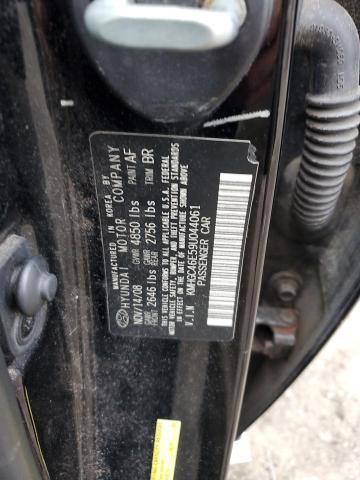 MANUFACTURED IN KOREA BY
HYUNDAI MOTOR COMPANY
NOV/14/08 GVWR 4850 lbs PAINT AF
GAWR FRONT 2646 lbs GAWR REAR 2756 lbs TRIM BR
THIS VEHICLE CONFORMS TO ALL APPLICABLE U.S.A. FEDERAL
MOTOR VEHICLE SAFETY, BUMPER, AND THEFT PREVENTION STANDARDS
IN EFFECT ON THE DATE OF MANUFACTURE SHOWN ABOVE
V.I.N KMHGC46E59U044061
PASSENGER CAR